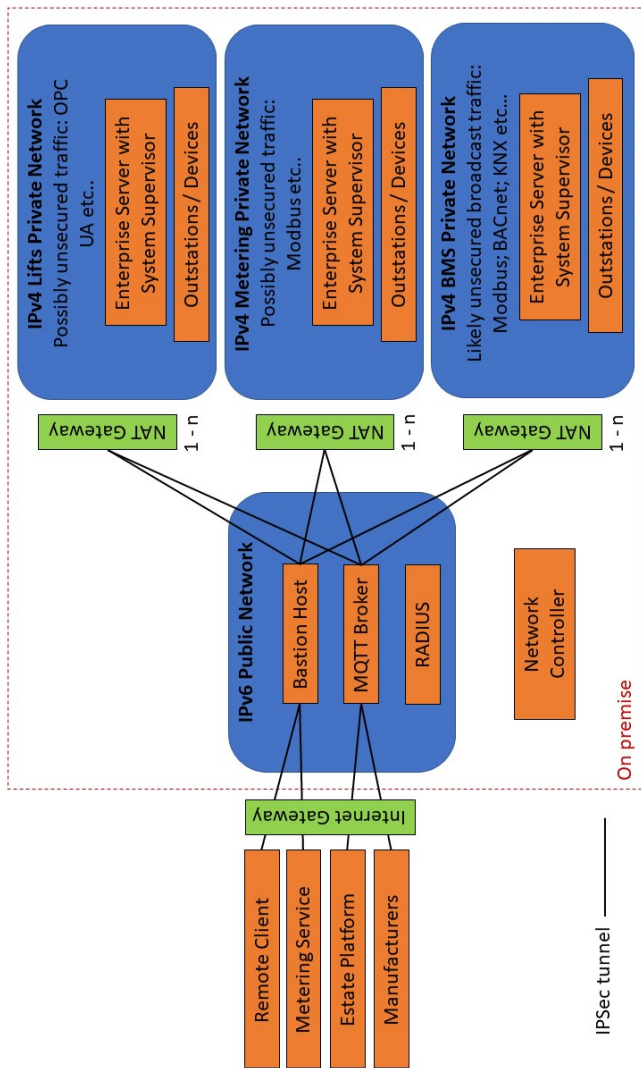 Remote Client
Metering Service
Estate Platform
Manufacturers
IPSec tunnel
Internet Gateway
On premise
IPv6 Public Network
Bastion Host
MQTT Broker
RADIUS
Network
Controller
NAT Gateway
1 - n
NAT Gateway
1 - n
NAT Gateway
1 - n
IPv4 Lifts Private Network
Possibly unsecured traffic: OPC
UA etc..
Enterprise Server with
System Supervisor
Outstations / Devices
IPv4 Metering Private Network
Possibly unsecured traffic:
Modbus etc..
Enterprise Server with
System Supervisor
Outstations / Devices
IPv4 BMS Private Network
Likely unsecured broadcast traffic:
Modbus; BACnet; KNX etc...
Enterprise Server with
System Supervisor
Outstations / Devices